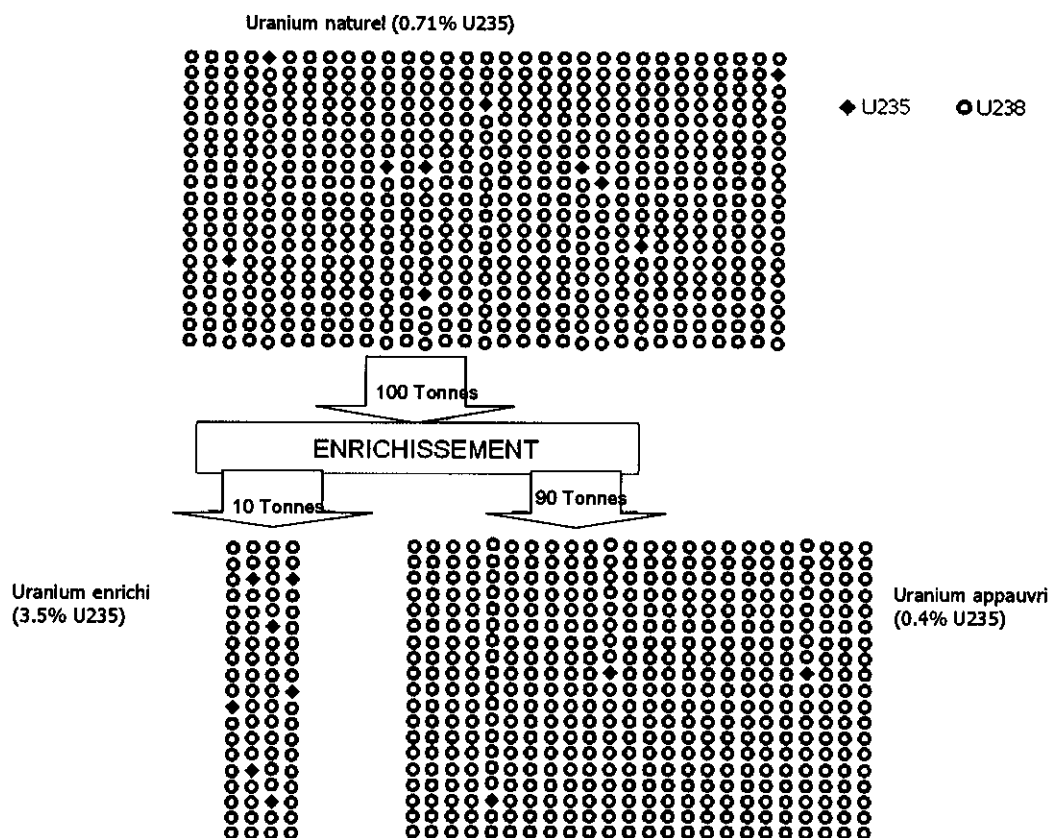 Uranium naturel (0.71% U235)
U235
U238
100 Tonnes
ENRICHISSEMENT
10 Tonnes
90 Tonnes
Uranium enrichi
(3.5% U235)
Uranium appauvri
(0.4% U235)